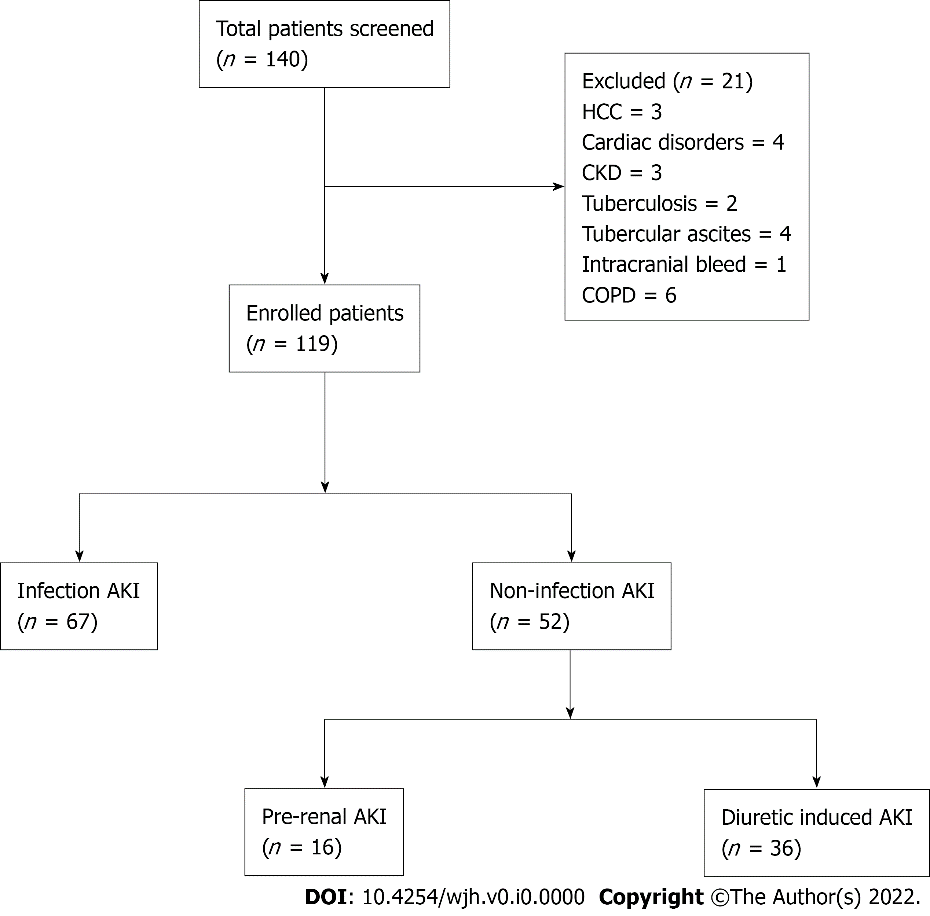 Total patients screened
(n = 140)
Excluded (n = 21)
HCC = 3
Cardiac disorders = 4
CKD = 3
Tuberculosis = 2
Tubercular ascites = 4
Intracranial bleed = 1
COPD = 6
Enrolled patients
(n = 119)
Infection AKI
(n = 67)
Non-infection AKI
(n = 52)
Pre-renal AKI
(n = 16)
Diuretic induced AKI
(n = 36)
DOI: 10.4254/wjh.v0.i0.0000 Copyright ©The Author(s) 2022.